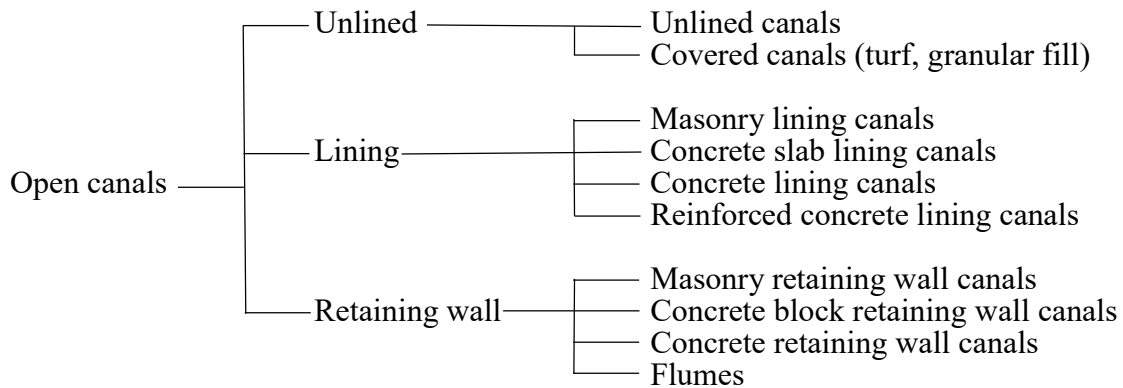 Unlined
Unlined canals
Covered canals (turf, granular fill)
Masonry lining canals
Lining
Concrete slab lining canals
Open canals
Concrete lining canals
Reinforced concrete lining canals
Masonry retaining wall canals
Retaining wall
Concrete block retaining wall canals
Concrete retaining wall canals
Flumes